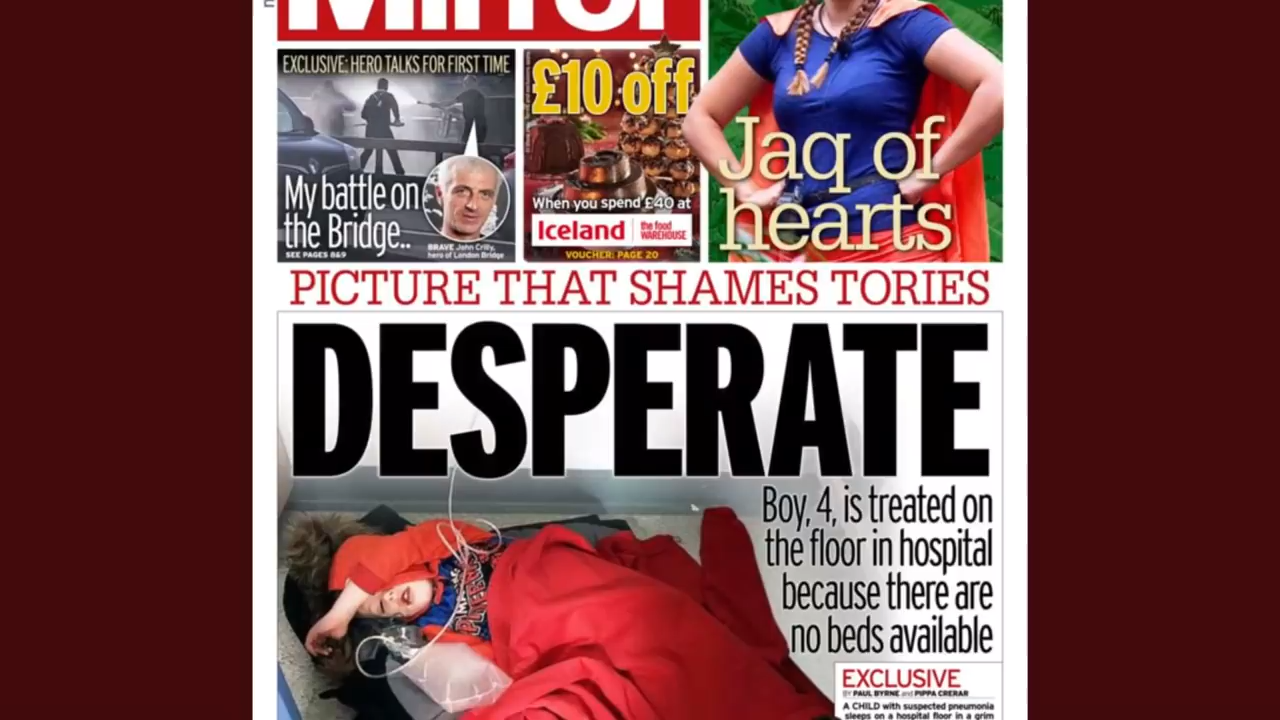 Mirror
EXCLUSIVE: HERO TALKS FOR FIRST TIME
My battle on
the Bridge..
SEE PAGES 8&9
BRAVE John Crilly,
hero of London Bridge
£10 off
When you spend £40 at
Iceland
the food
WAREHOUSE
VOUCHER: PAGE 20
Jaq of
hearts
PICTURE THAT SHAMES TORIES
DESPERATE
Boy, 4, is treated on
the floor in hospital
because there are
no beds available
EXCLUSIVE
BY PAUL BYRNE and PIPPA CRERAR
A CHILD with suspected pneumonia
sleeps on a hospital floor in a grim